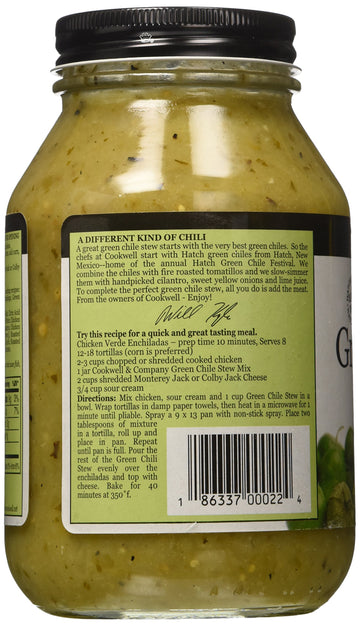 A DIFFERENT KIND OF CHILI
A great green chile stew starts with the very best green chiles. So the
chefs at Cookwell start with Hatch green chiles from Hatch, New
Mexico--home of the annual Hatch Green Chile Festival. We
combine the chiles with fire roasted tomatillos and we slow-simmer
them with handpicked cilantro, sweet yellow onions and lime juice.
To complete the perfect green chile stew, all you do is add the meat.
From the owners of Cookwell - Enjoy!
Try this recipe for a quick and great tasting meal.
Chicken Verde Enchiladas – prep time 10 minutes, Serves 8
12-18 tortillas (corn is preferred)
2-3 cups chopped or shredded cooked chicken
1 jar Cookwell & Company Green Chile Stew Mix
2 cups shredded Monterey Jack or Colby Jack Cheese
3/4 cup sour cream
Directions: Mix chicken, sour cream and 1 cup Green Chile Stew in a
bowl. Wrap tortillas in damp paper towels, then heat in a microwave for 1
minute until pliable. Spray a 9 x 13 pan with non-stick spray. Place two
tablespoons of mixture
in a tortilla, roll up and
place in pan. Repeat
until pan is full. Pour the
rest of the Green Chili
Stew evenly over the
enchiladas and top with
cheese. Bake for 40
minutes at 350°f.
1 86337 00022 4
G